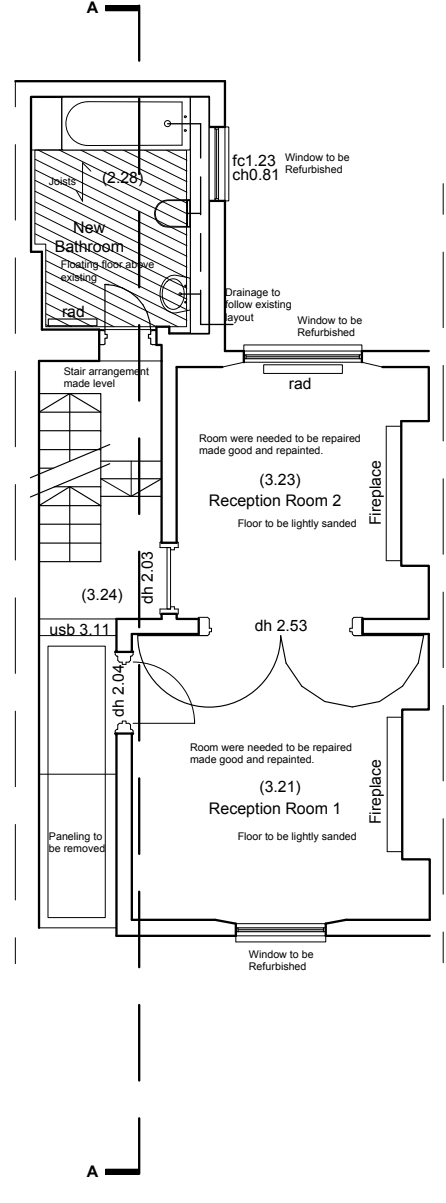 A
fc1.23
ch0.81
Window to be
Refurbished
Joists
(2.28)
New
Bathroom
Floating floor above
existing
rad
Drainage to
follow existing
layout
Window to be
Refurbished
Stair arrangement
made level
rad
Room were needed to be repaired
made good and repainted.
(3.23)
Reception Room 2
Floor to be lightly sanded
Fireplace
dh 2.03
(3.24)
usb 3.11
dh 2.53
dh 2.04
Room were needed to be repaired
made good and repainted.
(3.21)
Reception Room 1
Floor to be lightly sanded
Fireplace
Paneling to
be removed
Window to be
Refurbished
A